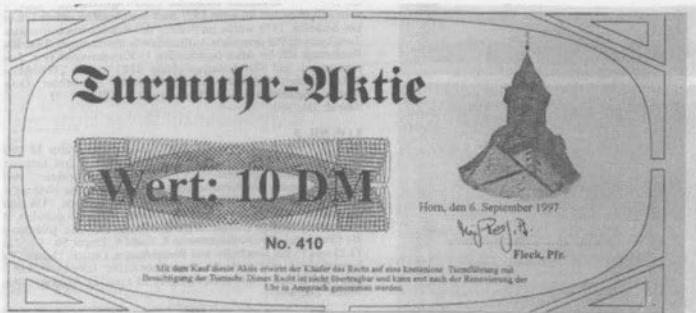 Turmuhr-Aktie
Wert: 10 DM
No. 410
Horn, den 6. September 1997
Fleck, Pfr.
Mit dem Kauf dieser Aktie erwirbt der Käufer das Recht auf eine kostenlose Turmführung mit
Besichtigung der Turmuhr. Dieses Recht ist nicht übertragbar und kann erst nach der Renovierung der
Uhr in Anspruch genommen werden.